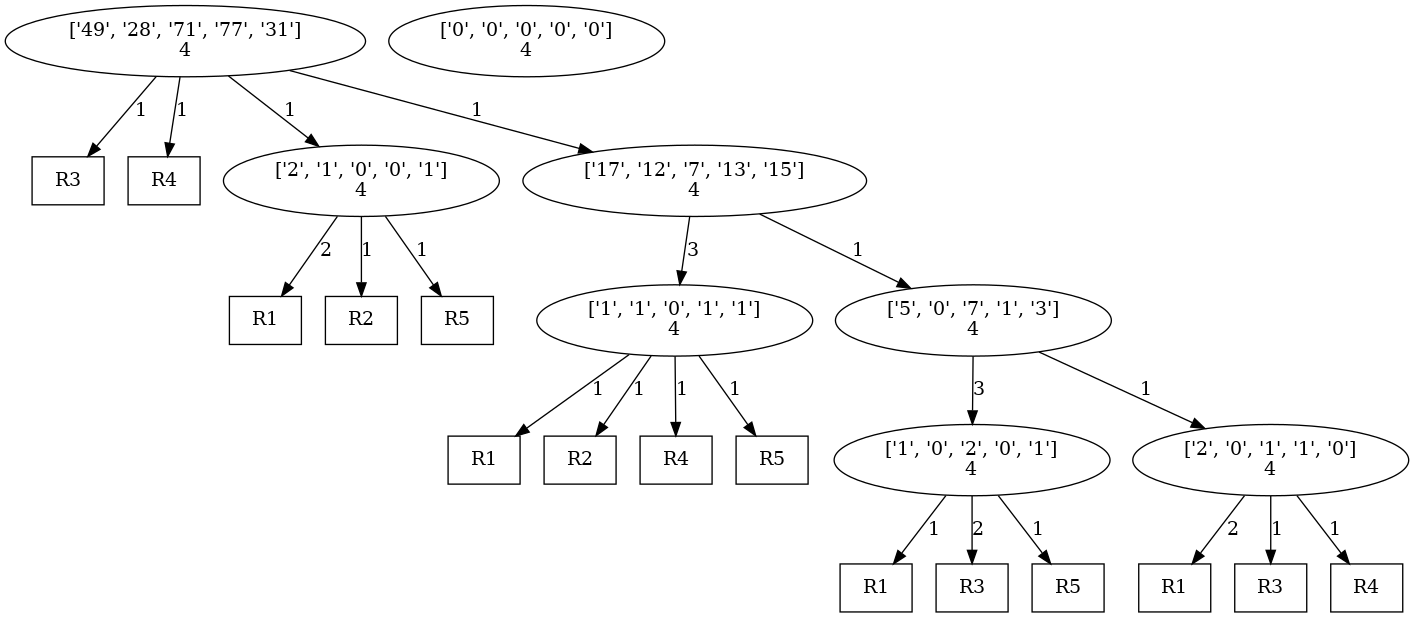 ['49', '28', '71', '77', '31']
4
['0', '0', '0', '0', '0']
4
1
1
1
1
R3
R4
['2', '1', '0', '0', '1']
4
['17', '12', '7', '13', '15']
4
2
1
1
3
1
R1
R2
R5
['1', '1', '0', '1', '1']
4
['5', '0', '7', '1', '3']
4
1
1
1
1
3
1
R1
R2
R4
R5
['1', '0', '2', '0', '1']
4
['2', '0', '1', '1', '0']
4
1
2
1
2
1
1
R1
R3
R5
R1
R3
R4